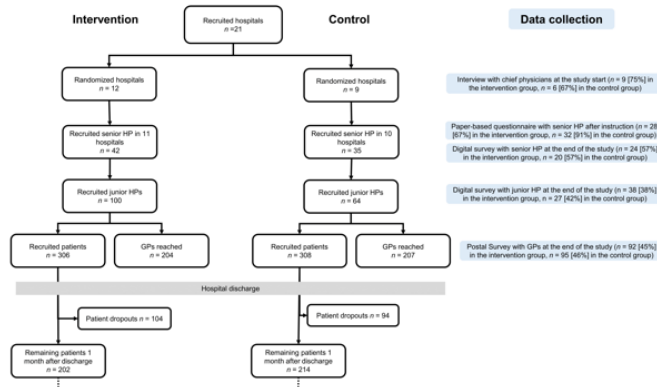 Intervention
Control
Data collection
Recruited hospitals
n =21
Randomized hospitals
n = 12
Randomized hospitals
n = 9
Interview with chief physicians at the study start (n = 9 [75%] in
the intervention group, n = 6 [67%] in the control group)
Recruited senior HP in 11
hospitals
n = 42
Recruited senior HP in 10
hospitals
n = 35
Paper-based questionnaire with senior HP after instruction (n = 28
[67%] in the intervention group, n = 32 [91%] in the control group)
Digital survey with senior HP at the end of the study (n = 24 [57%]
in the intervention group, n = 20 [57%] in the control group)
Recruited junior HPs
n = 100
Recruited junior HPs
n = 64
Digital survey with junior HP at the end of the study (n = 38 [38%]
in the intervention group, n = 27 [42%] in the control group)
Recruited patients
n = 306
GPs reached
n = 204
Recruited patients
n = 308
GPs reached
n = 207
Postal Survey with GPs at the end of the study (n = 92 [45%]
in the intervention group, n = 95 [46%] in the control group)
Hospital discharge
Patient dropouts n = 104
Patient dropouts n = 94
Remaining patients 1
month after discharge
n = 202
Remaining patients 1
month after discharge
n = 214